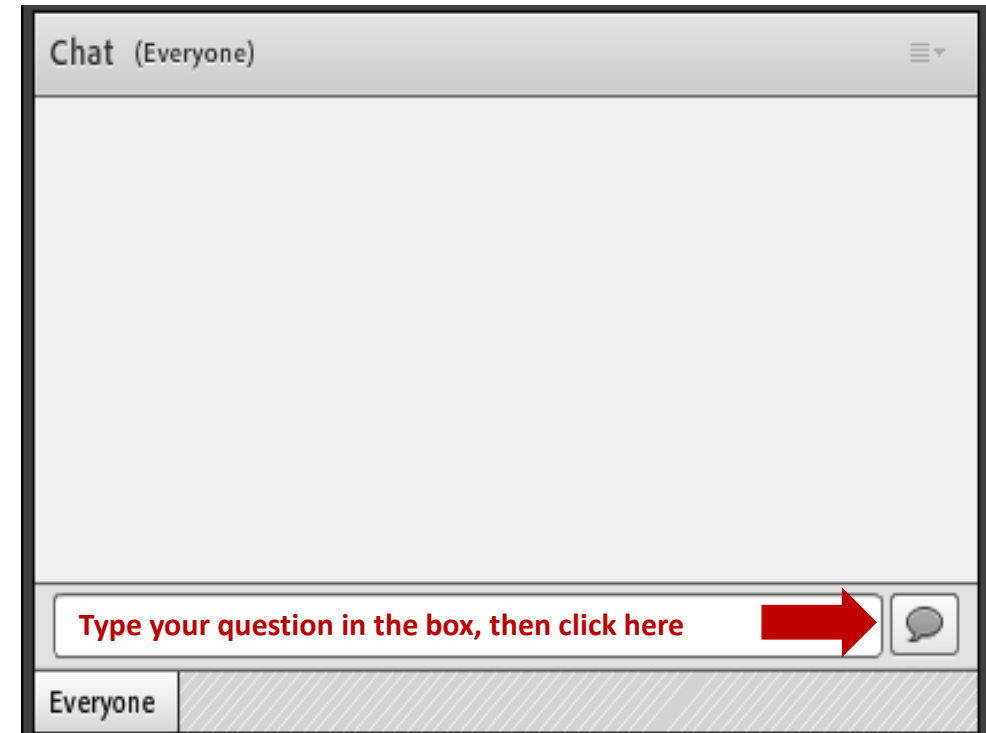 Chat (Everyone)
Type your question in the box, then click here
Everyone